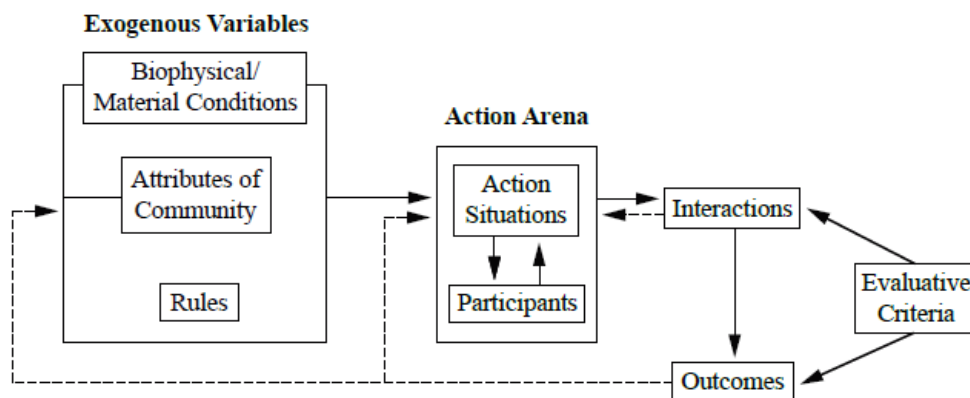 Exogenous Variables
Biophysical/
Material Conditions
Attributes of
Community
Rules
Action Arena
Action
Situations
Participants
Interactions
Outcomes
Evaluative
Criteria